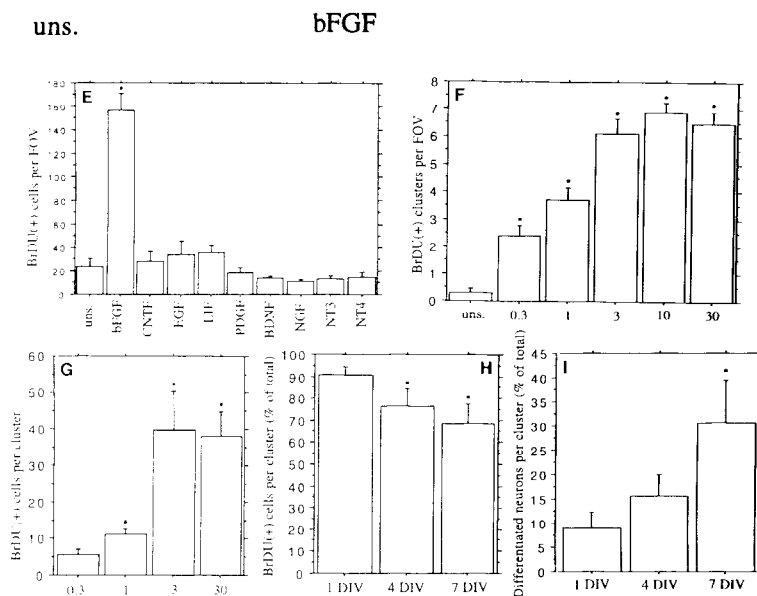 uns. bFGF
E
BrDU(+) cells per FOV
180
160
140
120
100
80
60
40
20
0
uns. bFGF CNTF EGF LIF PDGF BDNF NGF NT3 NT4
F
BrDU(+) clusters per FOV
8
7
6
5
4
3
2
1
0
uns. 0.3 1 3 10 30
G
BrDU(+) cells per cluster
60
50
40
30
20
10
0
0.3 1 3 30
H
BrDU(+) cells per cluster (% of total)
100
90
80
70
60
50
40
30
20
10
0
1 DIV 4 DIV 7 DIV
I
Differentiated neurons per cluster (% of total)
45
40
35
30
25
20
15
10
5
0
1 DIV 4 DIV 7 DIV